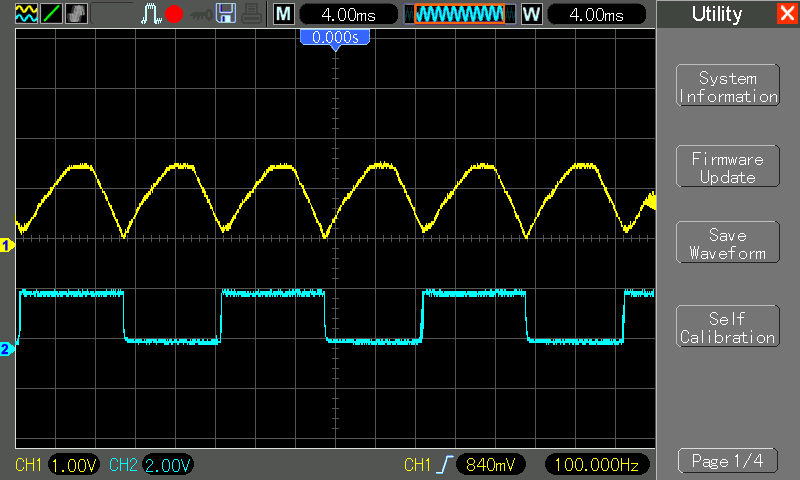 M 4.00ms W 4.00ms
Utility
0.000s
System
Information
Firmware
Update
Save
Waveform
1
2
Self
Calibration
CH1 1.00V CH2 2.00V CH1 840mV 100.000Hz
Page 1/4